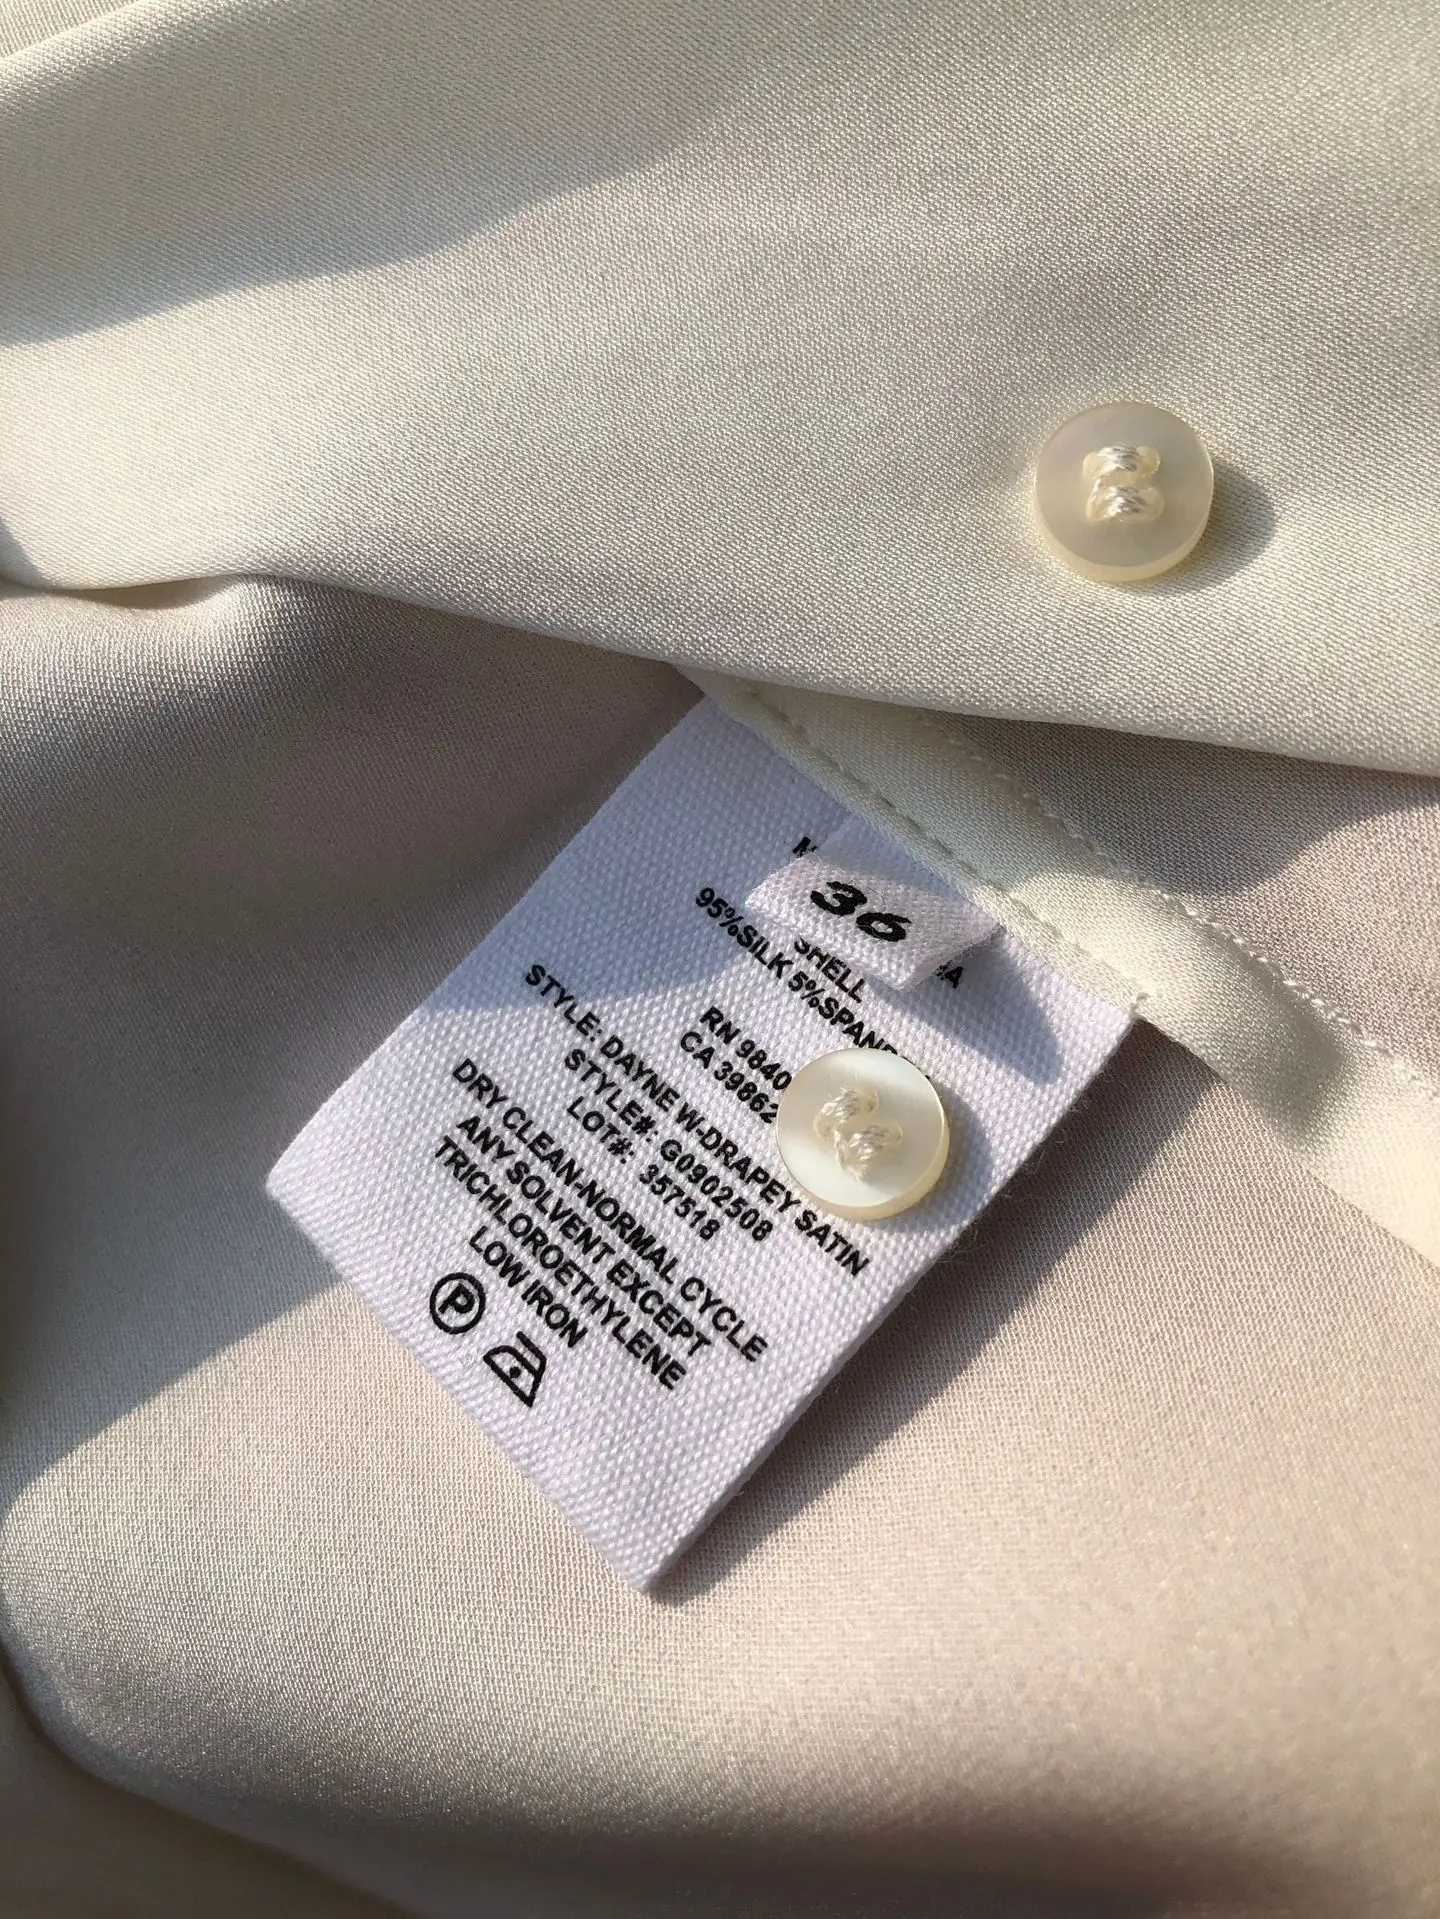 36
SHELL
95%SILK 5%SPAN
RN 9840
CA 39862
STYLE: DAYNE W-DRAPEY SATIN
STYLE#: G0902508
LOT#: 357518
DRY CLEAN-NORMAL CYCLE
ANY SOLVENT EXCEPT
TRICHLOROETHYLENE
LOW IRON
P